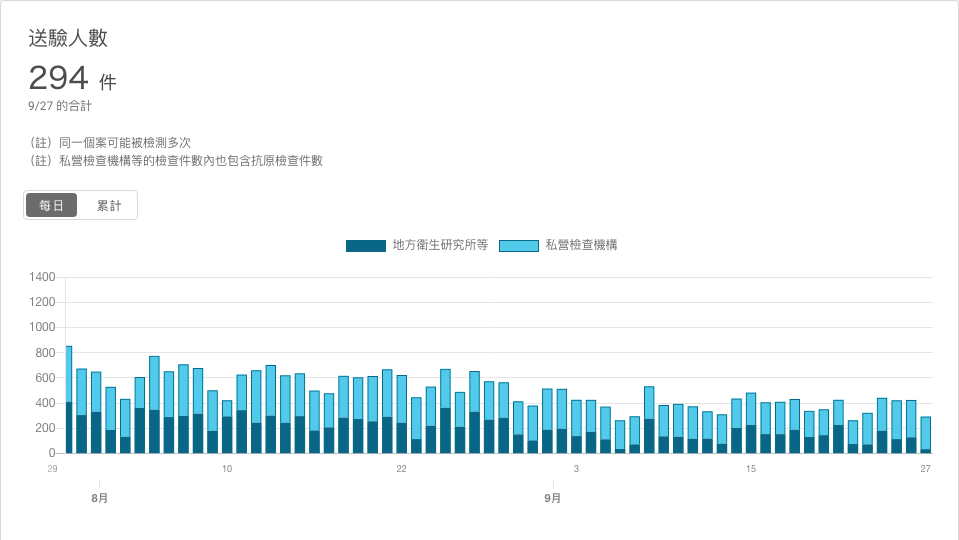 送驗人數
294 件
9/27 的合計
（註）同一個案可能被檢測多次
（註）私營檢查機構等的檢查件數內也包含抗原檢查件數
每日 累計
地方衛生研究所等 私營檢查機構
1400
1200
1000
800
600
400
200
0
29 10 22 3 15 27
8月 9月